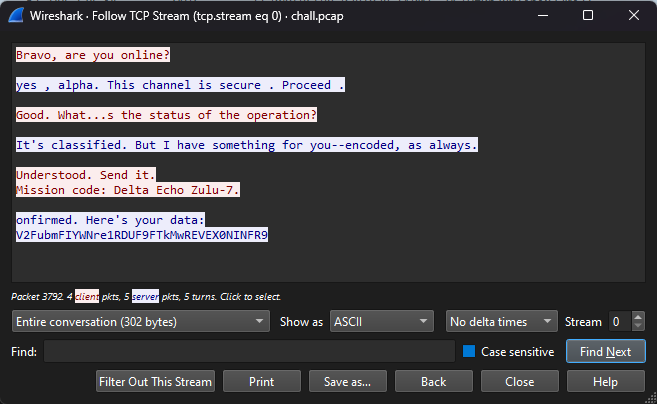 Wireshark · Follow TCP Stream (tcp.stream eq 0) · chall.pcap
Bravo, are you online?
yes , alpha. This channel is secure . Proceed .
Good. What...s the status of the operation?
It's classified. But I have something for you--encoded, as always.
Understood. Send it.
Mission code: Delta Echo Zulu-7.
onfirmed. Here's your data:
V2FubmFIYWNre1RDUF9FTkMwREVEX0NINFR9
Packet 3792. 4 client pkts, 5 server pkts, 5 turns. Click to select.
Entire conversation (302 bytes) Show as ASCII No delta times Stream 0
Find: Case sensitive Find Next
Filter Out This Stream Print Save as... Back Close Help